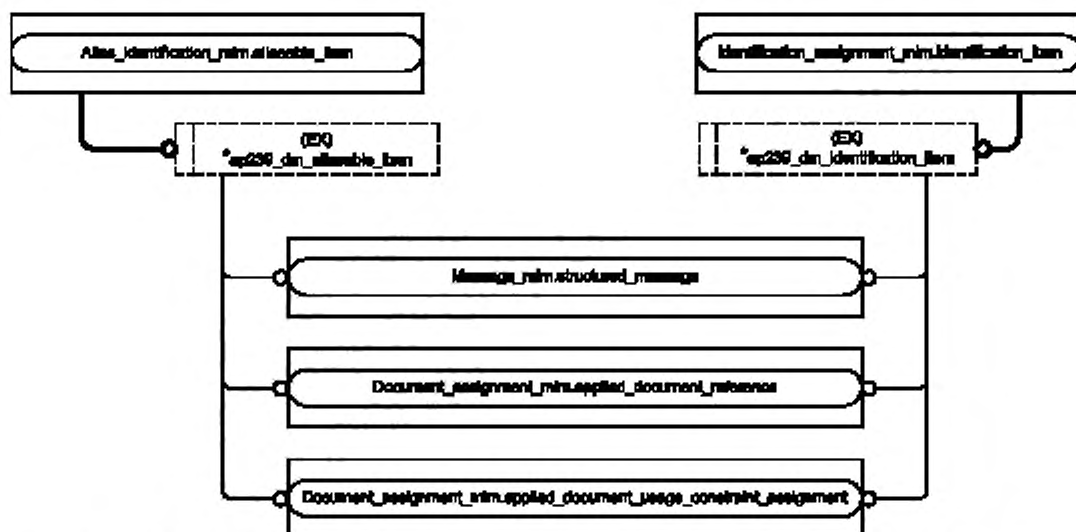 Alias_identification_mim.aliasable_item
Identification_assignment_mim.identification_item
(EX)
*ap239_dm_aliasable_item
(EX)
*ap239_dm_identification_item
Message_mim.structured_message
Document_assignment_mim.applied_document_reference
Document_assignment_mim.applied_document_usage_constraint_assignment